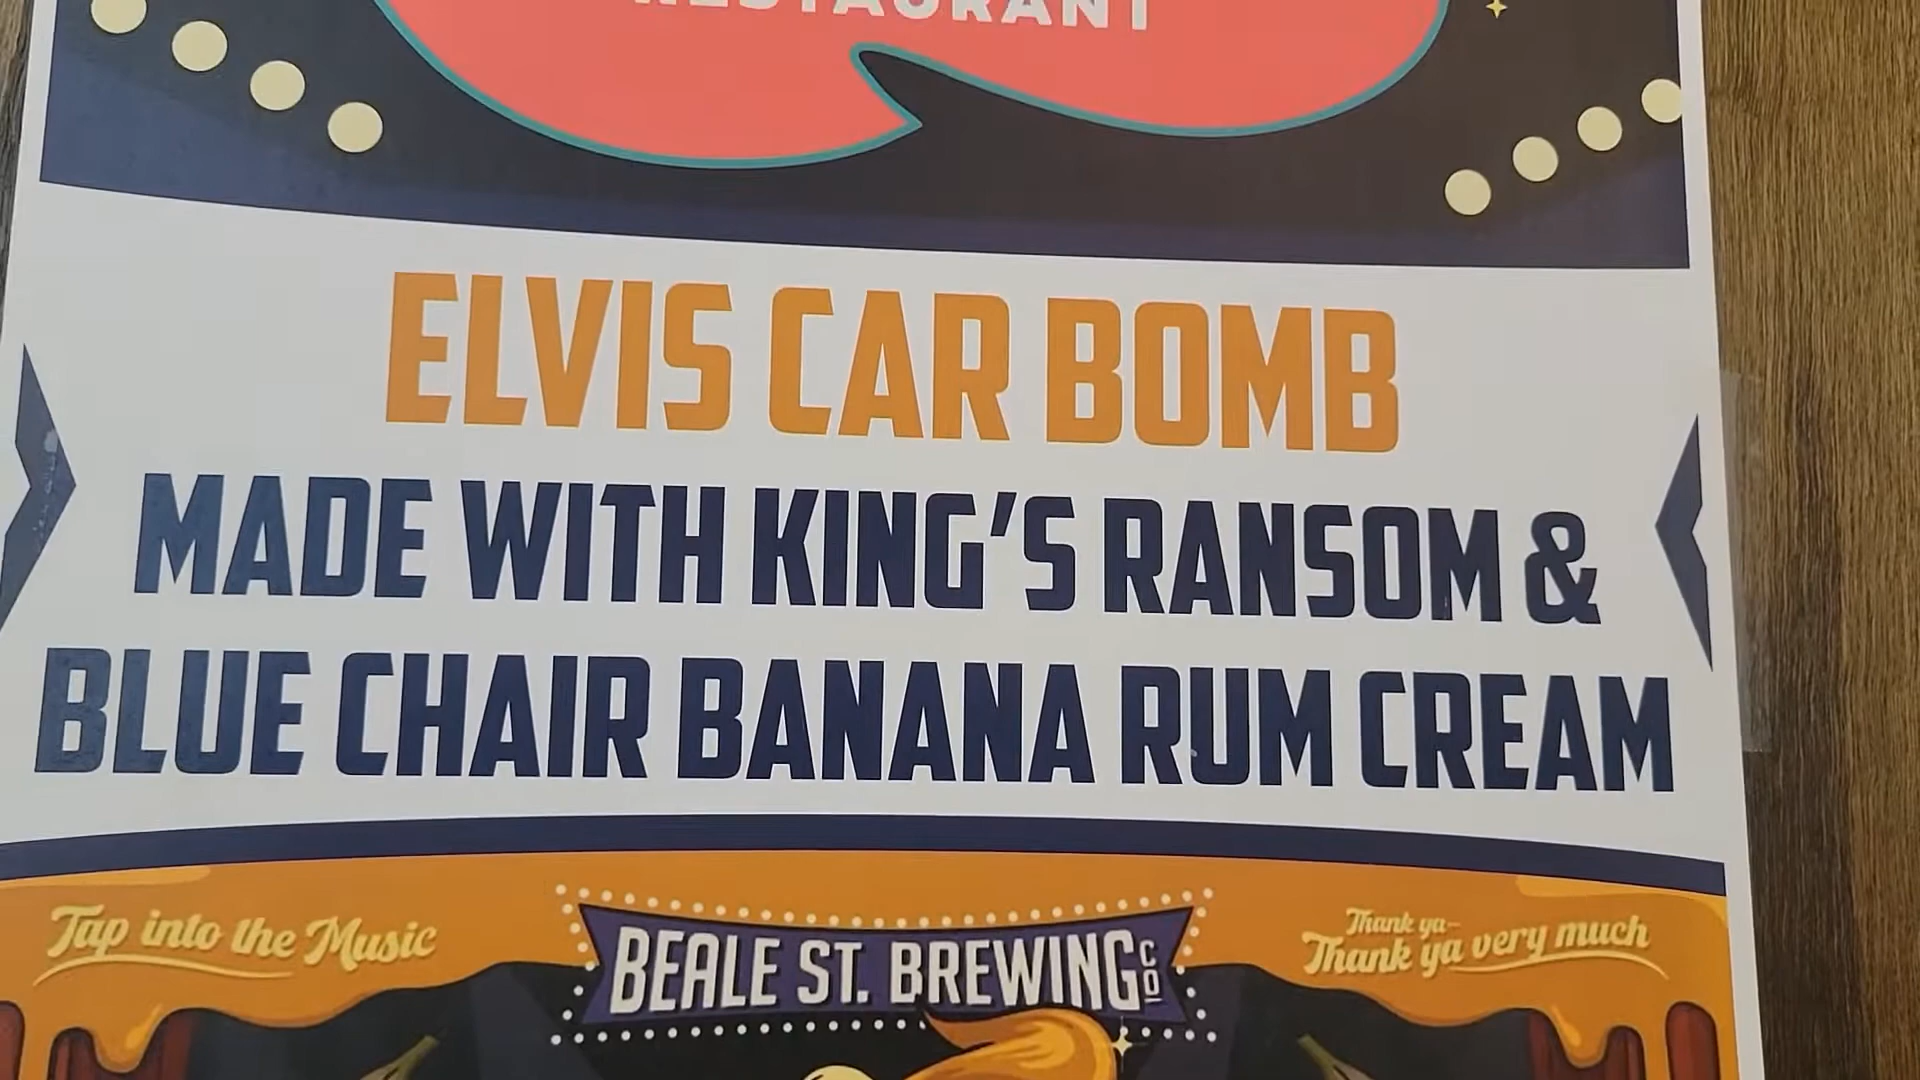 RESTAURANT
ELVIS CAR BOMB
MADE WITH KING'S RANSOM &
BLUE CHAIR BANANA RUM CREAM
Tap into the Music
BEALE ST. BREWING CO
Thank ya-
Thank ya very much